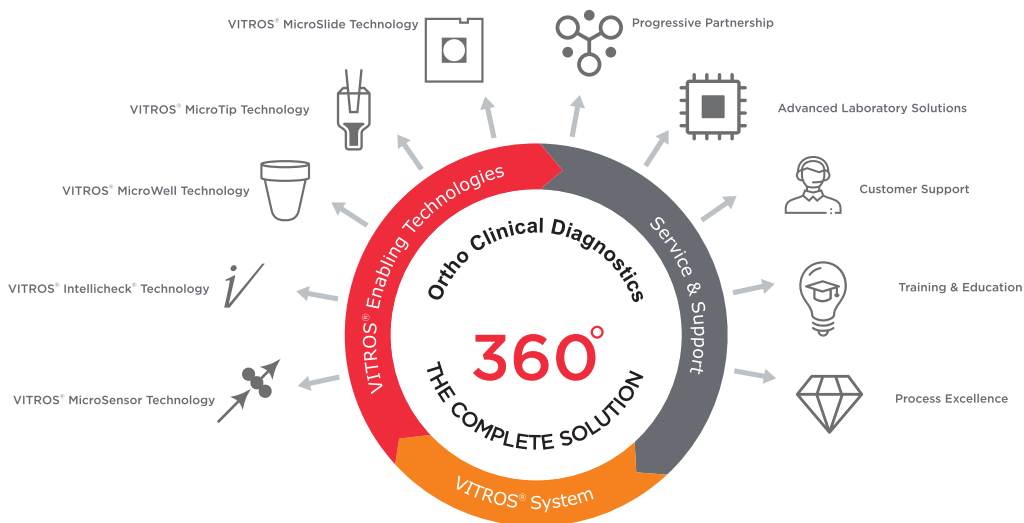 VITROS® MicroSlide Technology
Progressive Partnership
VITROS® MicroTip Technology
Advanced Laboratory Solutions
VITROS® MicroWell Technology
Customer Support
VITROS® Intellicheck® Technology
Training & Education
VITROS® MicroSensor Technology
Process Excellence
VITROS® Enabling Technologies
Service & Support
VITROS® System
Ortho Clinical Diagnostics
360°
THE COMPLETE SOLUTION